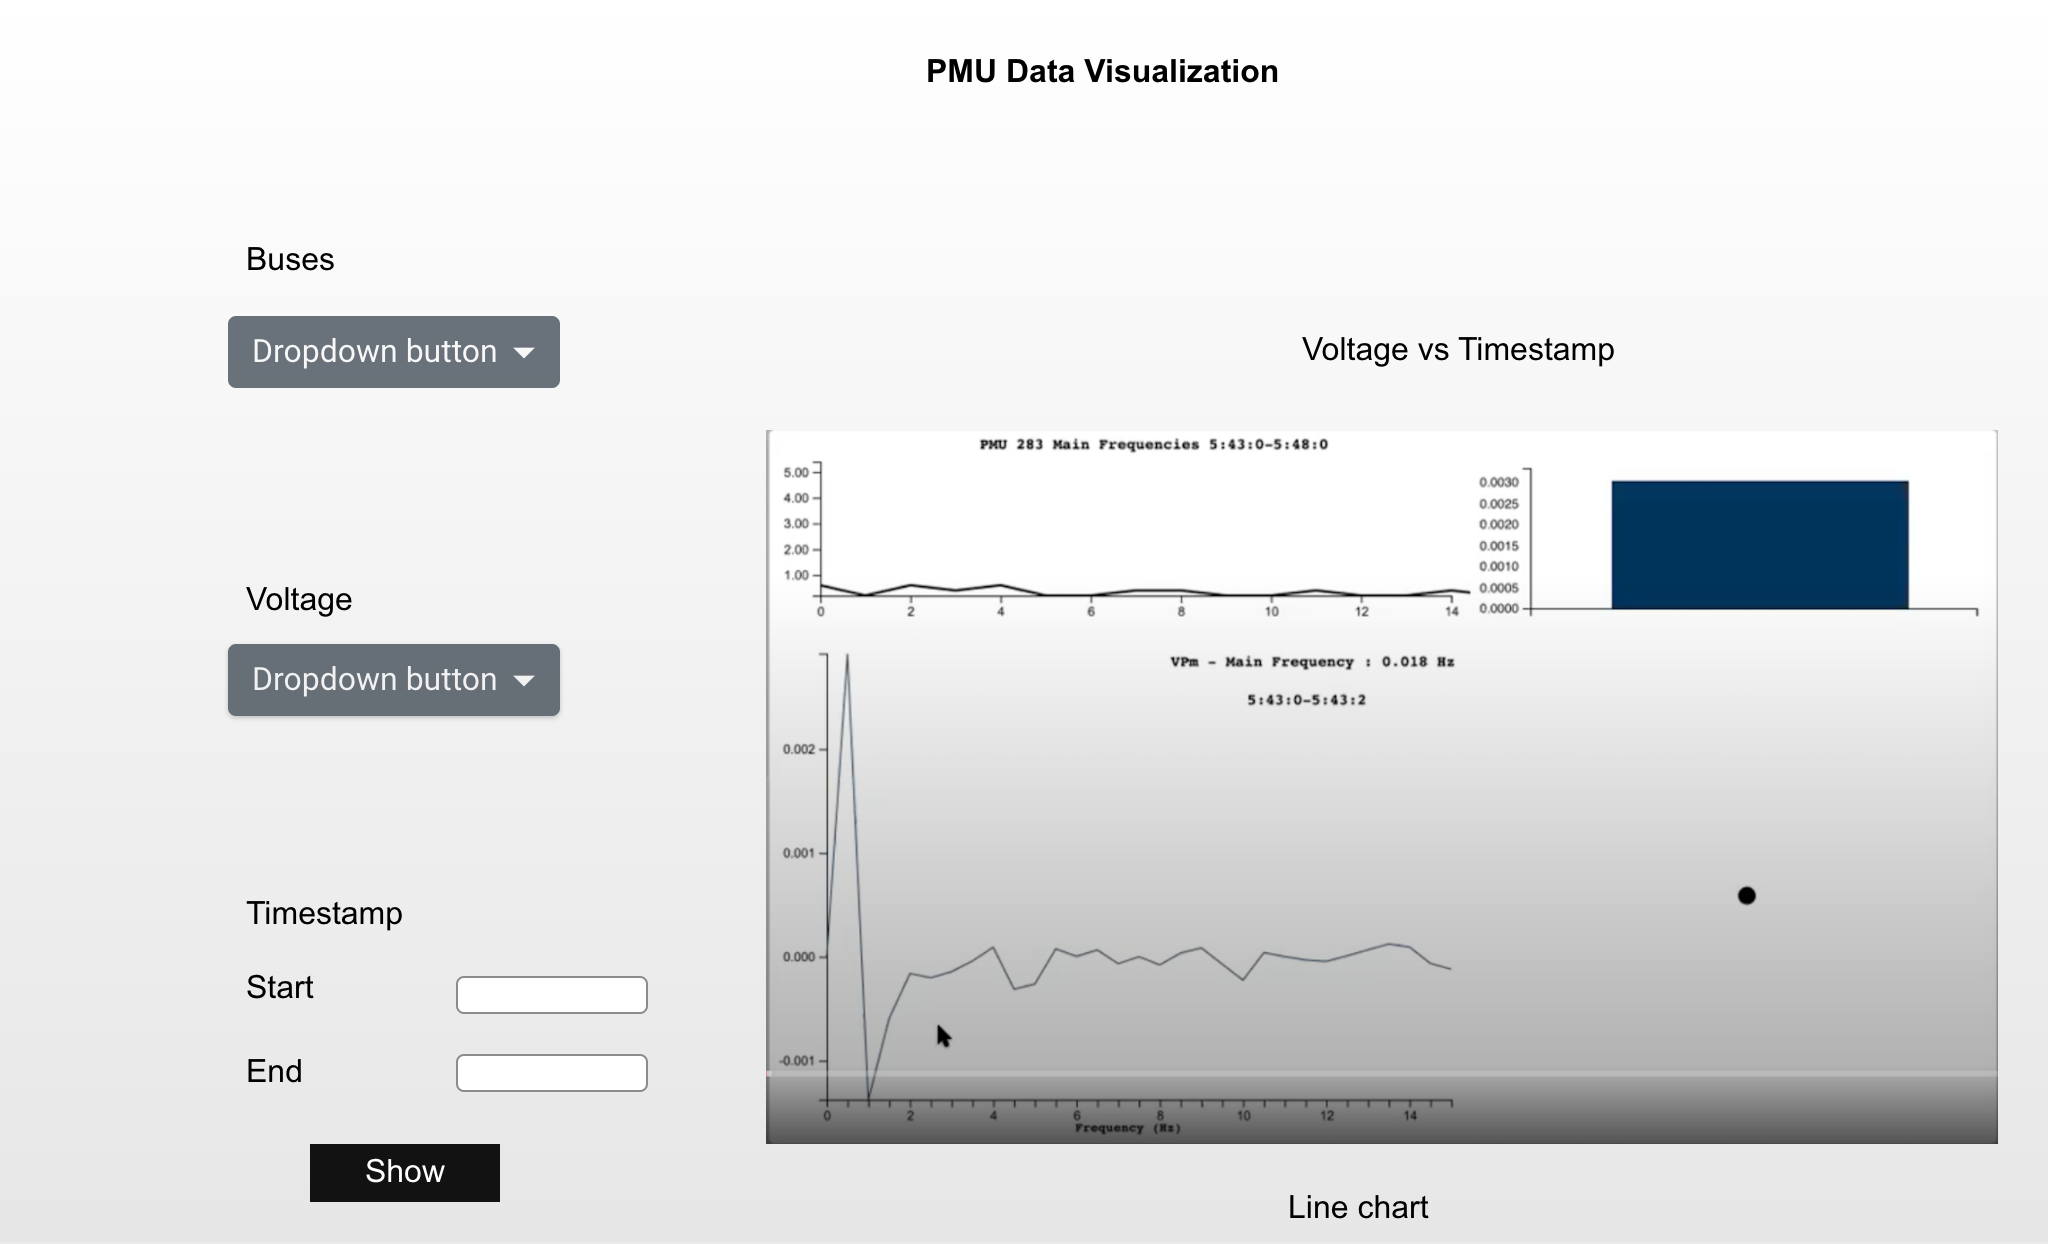 PMU Data Visualization
Buses
Dropdown button
Voltage
Dropdown button
Timestamp
Start
End
Show
Voltage vs Timestamp
PMU 283 Main Frequencies 5:43:0-5:48:0
5.00
4.00
3.00
2.00
1.00
0 2 4 6 8 10 12 14
0.0030
0.0025
0.0020
0.0015
0.0010
0.0005
0.0000
VPm - Main Frequency : 0.018 Hz
5:43:0-5:43:2
0.002
0.001
0.000
-0.001
0 2 4 6 8 10 12 14
Frequency (Hz)
Line chart